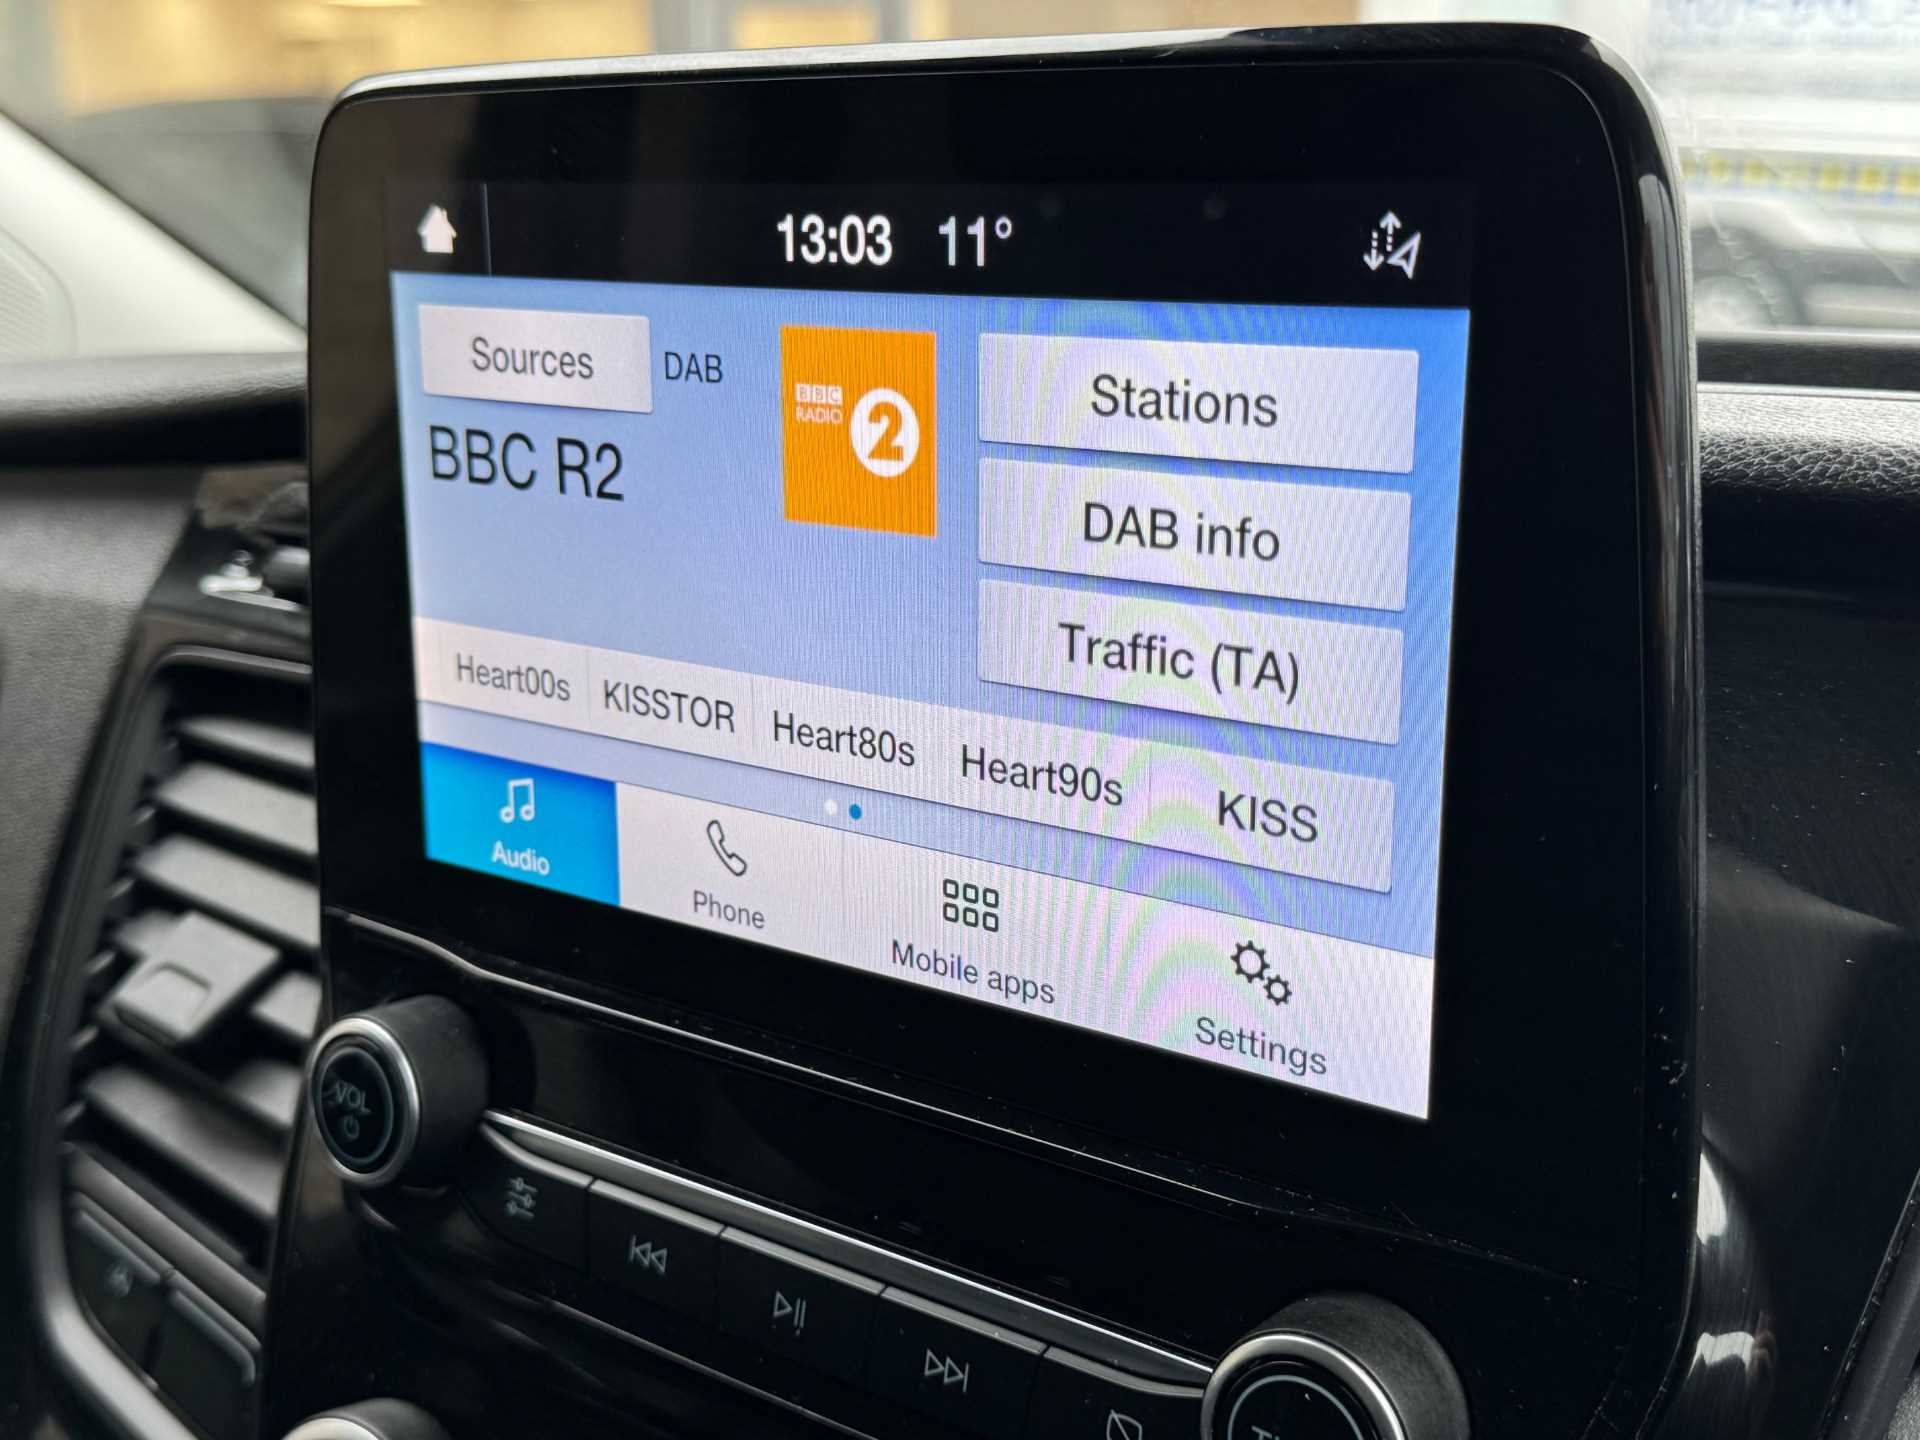 13:03 11°
Sources DAB
BBC R2
BBC
RADIO
2
Stations
DAB info
Traffic (TA)
Heart00s KISSTOR Heart80s Heart90s KISS
Audio
Phone
Mobile apps
Settings
VOL